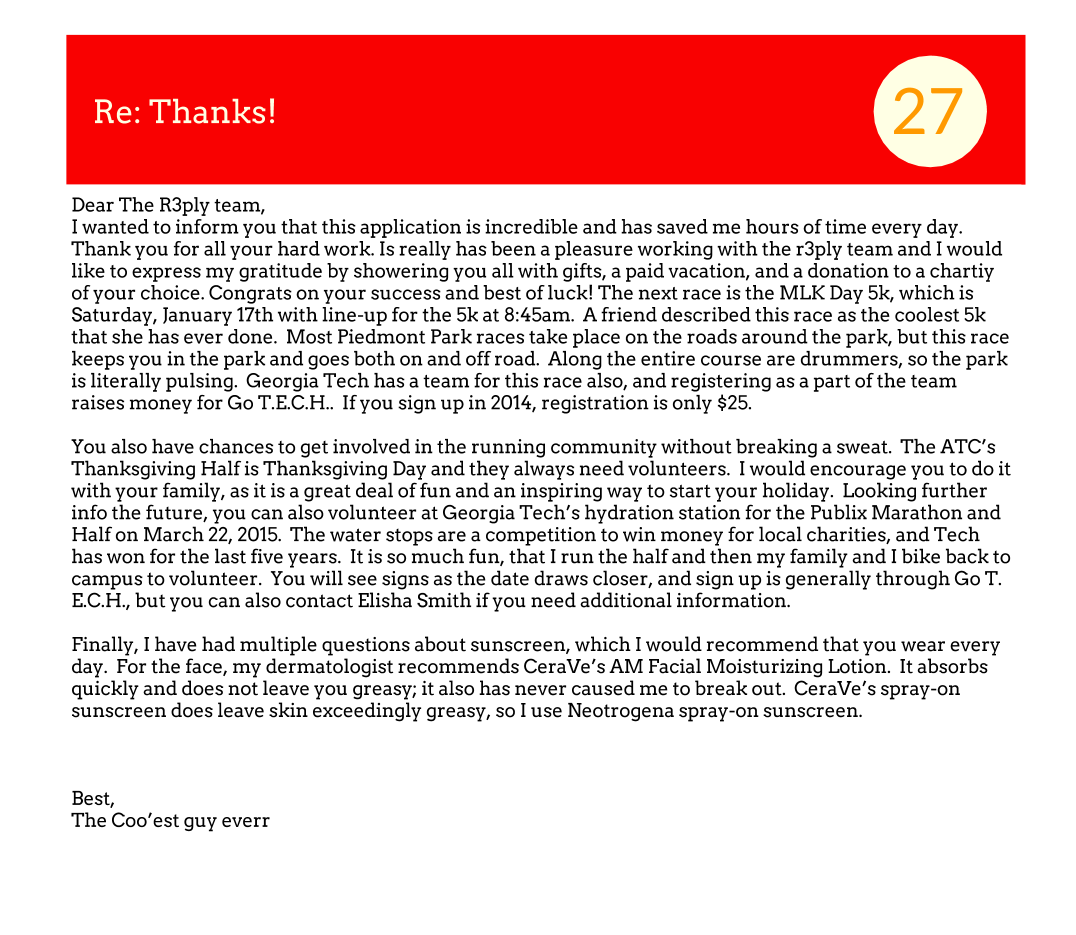 Re: Thanks!
27
Dear The R3ply team,
I wanted to inform you that this application is incredible and has saved me hours of time every day.
Thank you for all your hard work. Is really has been a pleasure working with the r3ply team and I would
like to express my gratitude by showering you all with gifts, a paid vacation, and a donation to a chartiy
of your choice. Congrats on your success and best of luck! The next race is the MLK Day 5k, which is
Saturday, January 17th with line-up for the 5k at 8:45am.  A friend described this race as the coolest 5k
that she has ever done.  Most Piedmont Park races take place on the roads around the park, but this race
keeps you in the park and goes both on and off road.  Along the entire course are drummers, so the park
is literally pulsing.  Georgia Tech has a team for this race also, and registering as a part of the team
raises money for Go T.E.C.H..  If you sign up in 2014, registration is only $25.

You also have chances to get involved in the running community without breaking a sweat.  The ATC’s
Thanksgiving Half is Thanksgiving Day and they always need volunteers.  I would encourage you to do it
with your family, as it is a great deal of fun and an inspiring way to start your holiday.  Looking further
info the future, you can also volunteer at Georgia Tech’s hydration station for the Publix Marathon and
Half on March 22, 2015.  The water stops are a competition to win money for local charities, and Tech
has won for the last five years.  It is so much fun, that I run the half and then my family and I bike back to
campus to volunteer.  You will see signs as the date draws closer, and sign up is generally through Go T.
E.C.H., but you can also contact Elisha Smith if you need additional information.

Finally, I have had multiple questions about sunscreen, which I would recommend that you wear every
day.  For the face, my dermatologist recommends CeraVe’s AM Facial Moisturizing Lotion.  It absorbs
quickly and does not leave you greasy; it also has never caused me to break out.  CeraVe’s spray-on
sunscreen does leave skin exceedingly greasy, so I use Neotrogena spray-on sunscreen.

Best,
The Coo’est guy everr